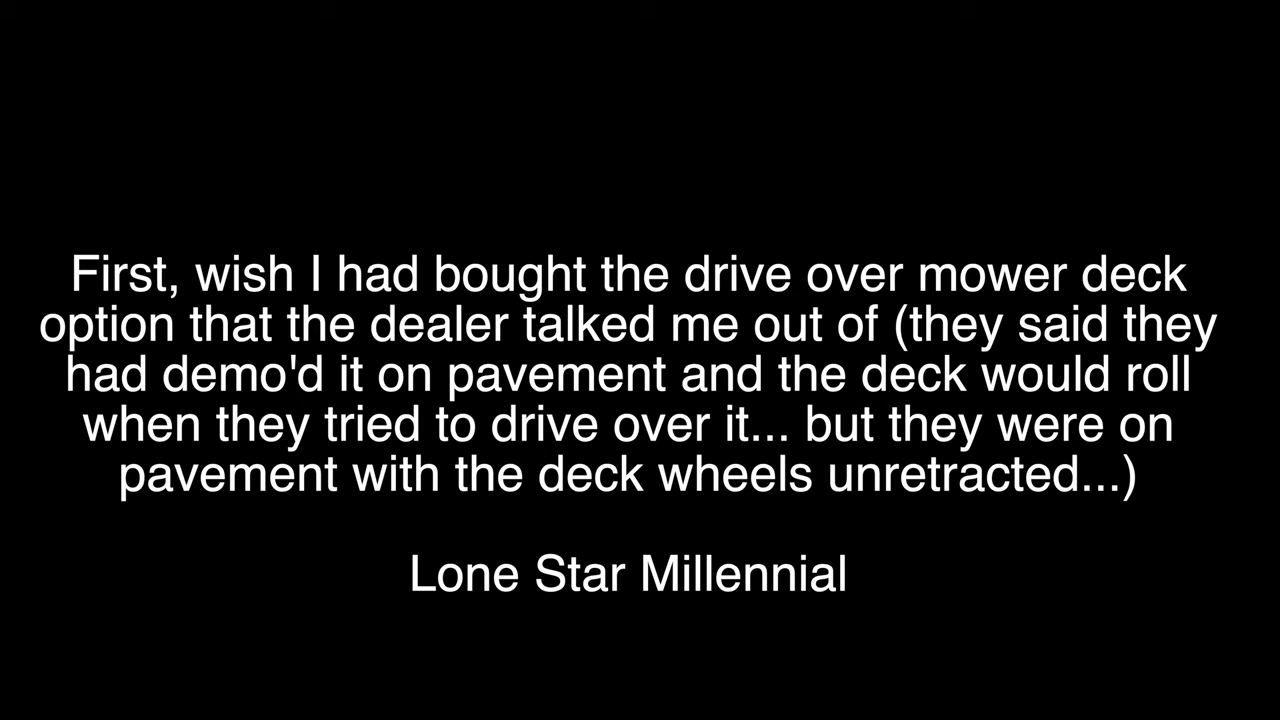 First, wish I had bought the drive over mower deck
option that the dealer talked me out of (they said they
had demo'd it on pavement and the deck would roll
when they tried to drive over it... but they were on
pavement with the deck wheels unretracted...)
Lone Star Millennial